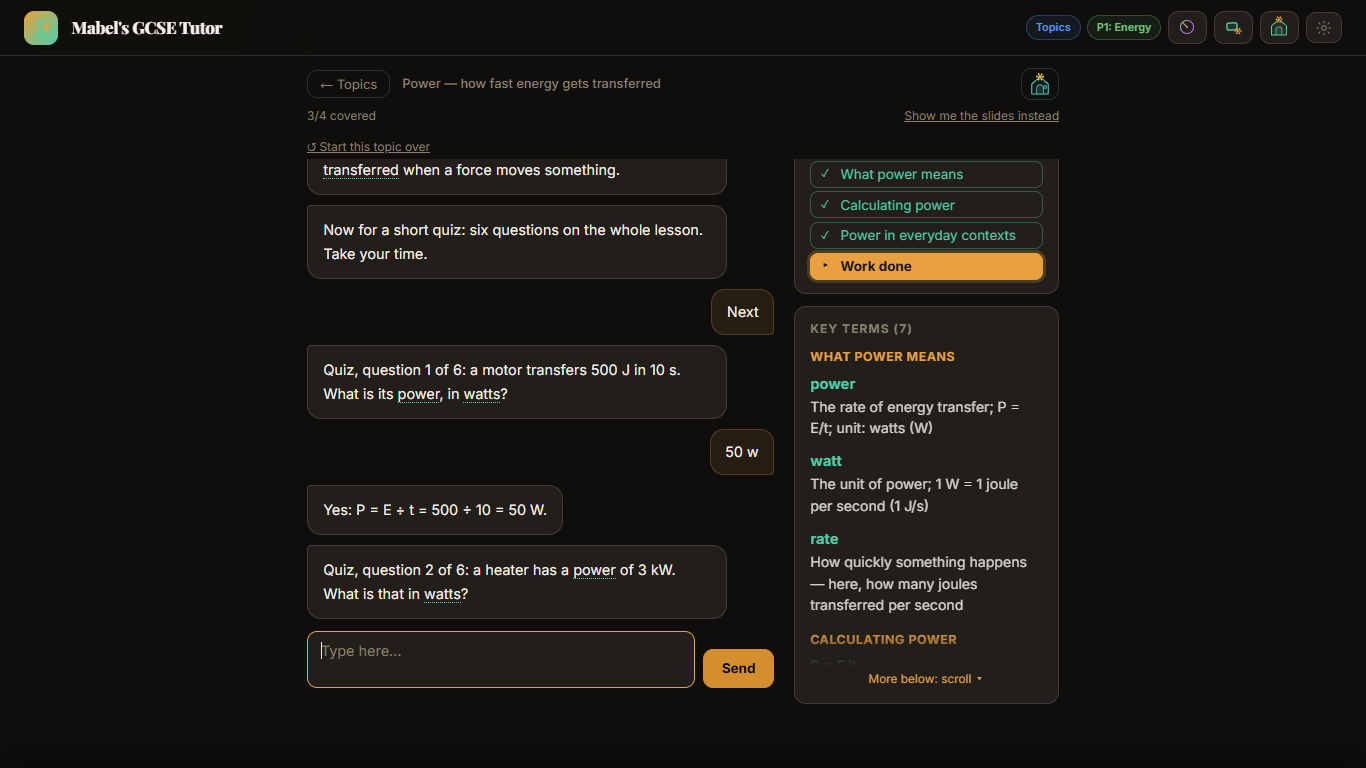 Mabel's GCSE Tutor
Topics
P1: Energy
← Topics
Power — how fast energy gets transferred
3/4 covered
Show me the slides instead
↺ Start this topic over
transferred when a force moves something.
Now for a short quiz: six questions on the whole lesson.
Take your time.
Next
Quiz, question 1 of 6: a motor transfers 500 J in 10 s.
What is its power, in watts?
50 w
Yes: P = E ÷ t = 500 ÷ 10 = 50 W.
Quiz, question 2 of 6: a heater has a power of 3 kW.
What is that in watts?
Type here...
Send
✓ What power means
✓ Calculating power
✓ Power in everyday contexts
‣ Work done
KEY TERMS (7)
WHAT POWER MEANS
power
The rate of energy transfer; P =
E/t; unit: watts (W)
watt
The unit of power; 1 W = 1 joule
per second (1 J/s)
rate
How quickly something happens
— here, how many joules
transferred per second
CALCULATING POWER
More below: scroll ▾